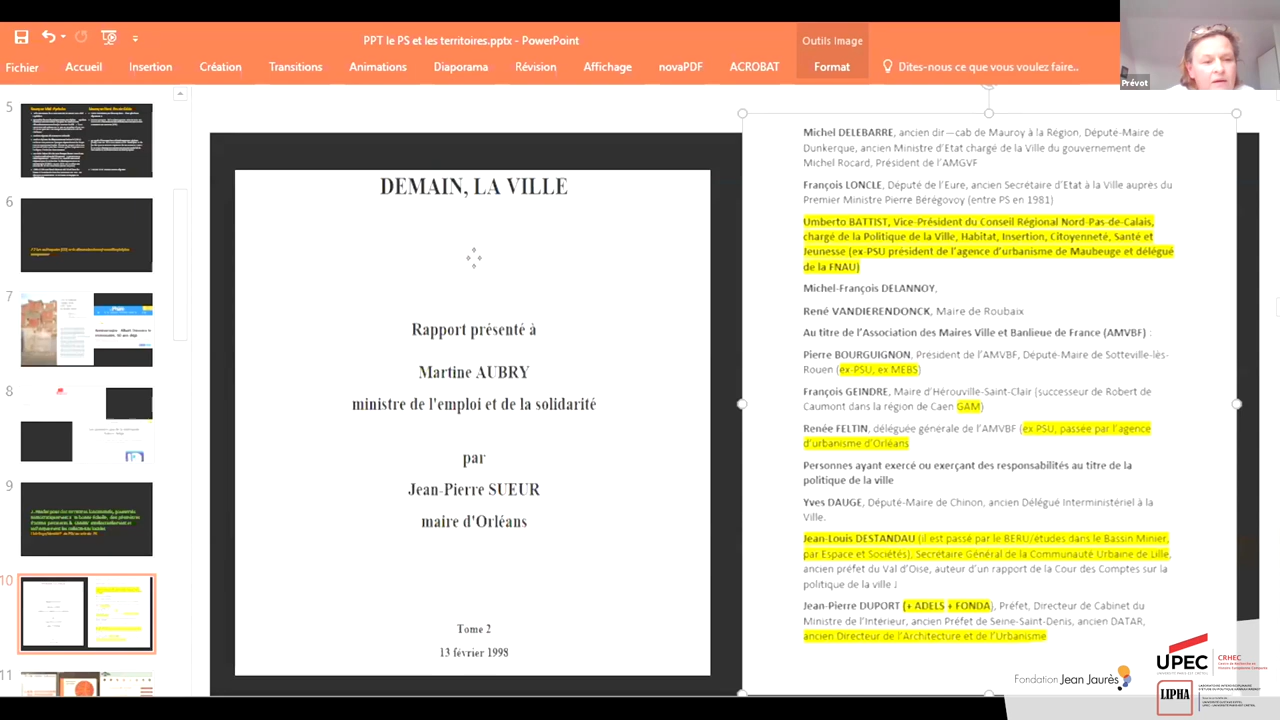 PPT le PS et les territoires.pptx - PowerPoint
Outils Image
Fichier
Accueil
Insertion
Création
Transitions
Animations
Diaporama
Révision
Affichage
novaPDF
ACROBAT
Format
Dites-nous ce que vous voulez faire..
Prévot
5
6
7
8
9
10
11
DEMAIN, LA VILLE
Rapport présenté à
Martine AUBRY
ministre de l'emploi et de la solidarité
par
Jean-Pierre SUEUR
maire d'Orléans
Tome 2
13 février 1998
Michel DELEBARRE, ancien dir – cab de Mauroy à la Région, Député-Maire de
Dunkerque, ancien Ministre d'Etat chargé de la Ville du gouvernement de
Michel Rocard, Président de l'AMGVF
François LONCLE, Député de l'Eure, ancien Secrétaire d'Etat à la Ville auprès du
Premier Ministre Pierre Bérégovoy (entre PS en 1981)
Umberto BATTIST, Vice-Président du Conseil Régional Nord-Pas-de-Calais,
chargé de la Politique de la Ville, Habitat, Insertion, Citoyenneté, Santé et
Jeunesse (ex-PSU président de l'agence d'urbanisme de Maubeuge et délégué
de la FNAU)
Michel-François DELANNOY,
René VANDIERENDONCK, Maire de Roubaix
Au titre de l'Association des Maires Ville et Banlieue de France (AMVBF) :
Pierre BOURGUIGNON, Président de l'AMVBF, Député-Maire de Sotteville-lès-
Rouen (ex-PSU, ex MEBS)
François GEINDRE, Maire d'Hérouville-Saint-Clair (successeur de Robert de
Caumont dans la région de Caen GAM)
Renée FELTIN, déléguée générale de l'AMVBF (ex PSU, passée par l'agence
d'urbanisme d'Orléans
Personnes ayant exercé ou exerçant des responsabilités au titre de la
politique de la ville
Yves DAUGE, Député-Maire de Chinon, ancien Délégué Interministériel à la
Ville.
Jean-Louis DESTANDAU (il est passé par le BERU/études dans le Bassin Minier,
par Espace et Sociétés), Secrétaire Général de la Communauté Urbaine de Lille,
ancien préfet du Val d'Oise, auteur d'un rapport de la Cour des Comptes sur la
politique de la ville !
Jean-Pierre DUPORT (+ ADELS + FONDA), Préfet, Directeur de Cabinet du
Ministre de l'Interieur, ancien Préfet de Seine-Saint-Denis, ancien DATAR,
ancien Directeur de l'Architecture et de l'Urbanisme
Fondation Jean Jaurès
UPEC
CRHEC
LIPHA